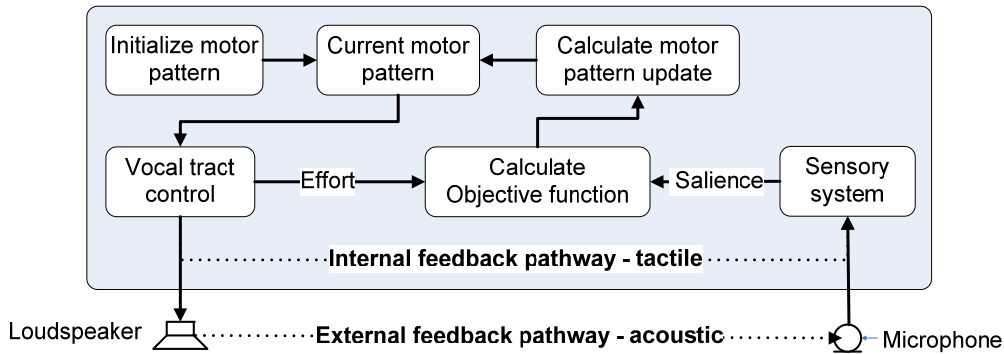 Initialize motor
pattern
Current motor
pattern
Calculate motor
pattern update
Vocal tract
control
Effort
Calculate
Objective function
Salience
Sensory
system
Internal feedback pathway - tactile
Loudspeaker
External feedback pathway - acoustic
Microphone